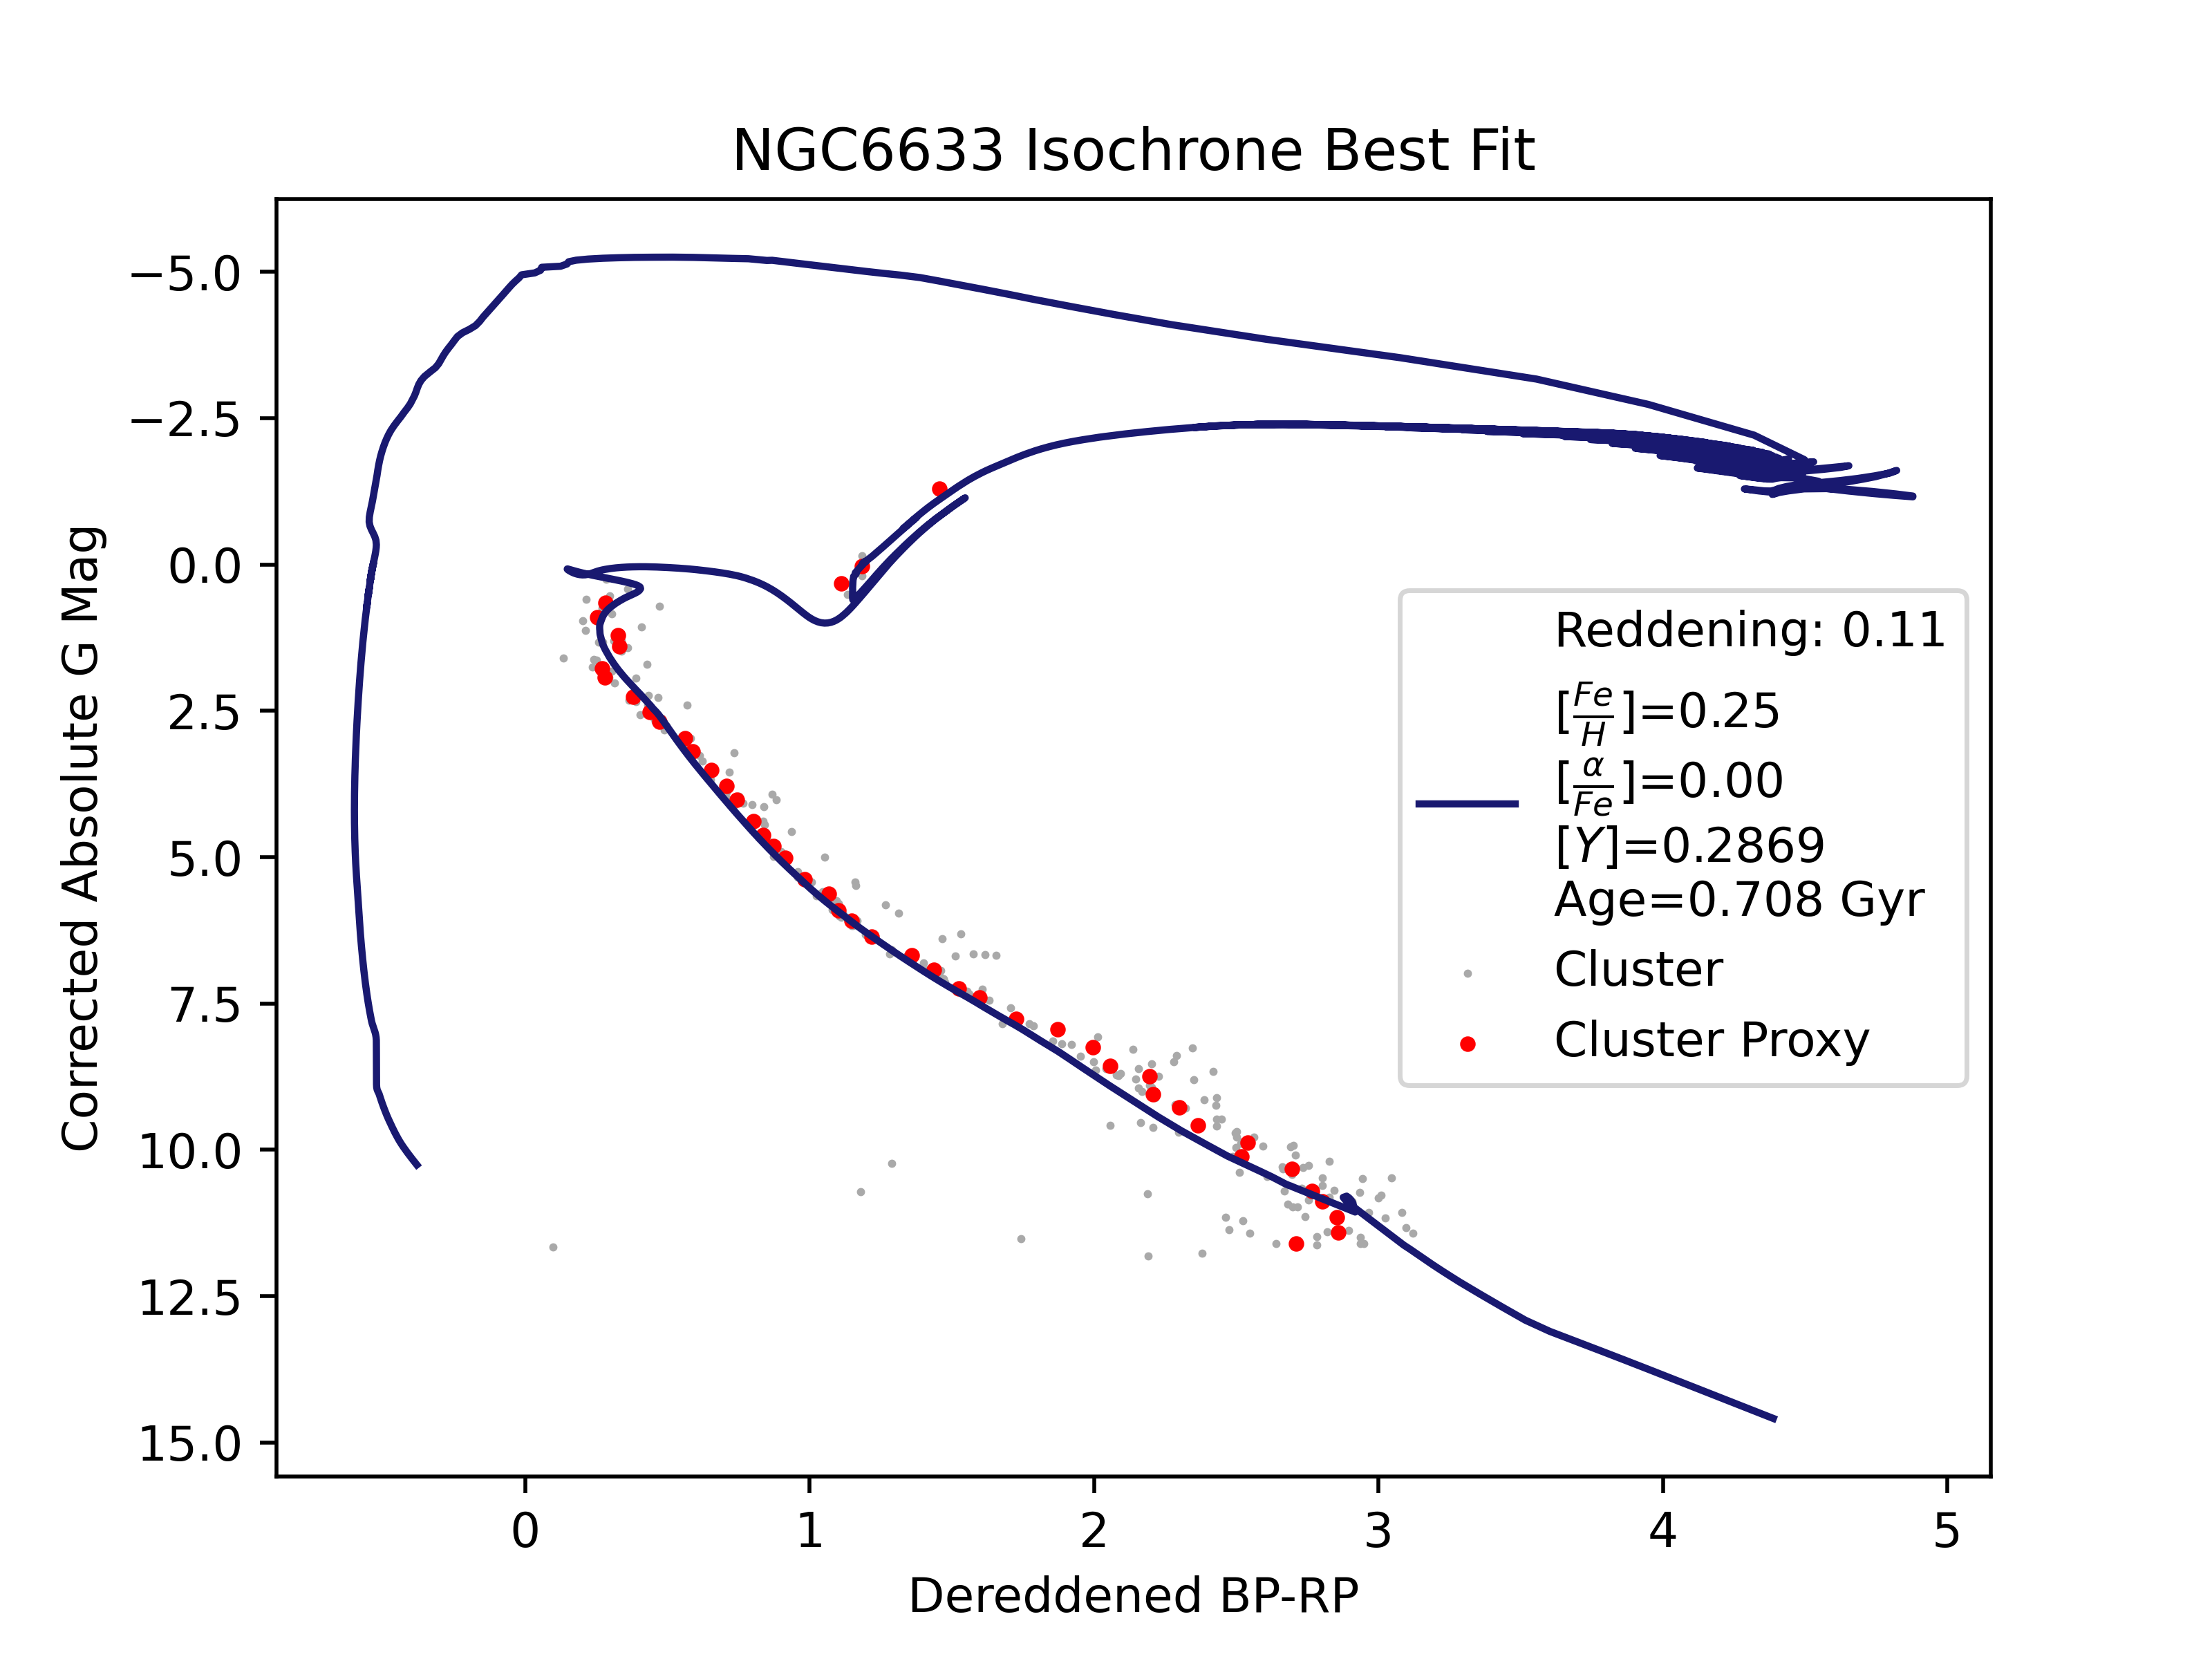 NGC6633 Isochrone Best Fit
Corrected Absolute G Mag
−5.0
−2.5
0.0
2.5
5.0
7.5
10.0
12.5
15.0
Reddening: 0.11
[Fe/H]=0.25
[α/Fe]=0.00
[Y]=0.2869
Age=0.708 Gyr
Cluster
Cluster Proxy
0 1 2 3 4 5
Dereddened BP-RP